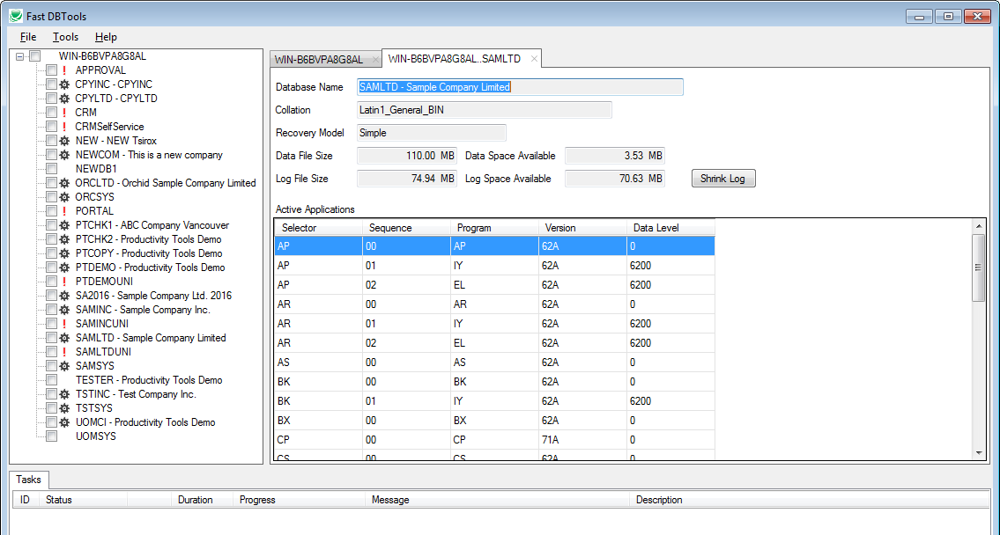 Fast DBTools
File Tools Help
WIN-B6BVPA8G8AL
APPROVAL
CPYINC - CPYINC
CPYLTD - CPYLTD
CRM
CRMSelfService
NEW - NEW Tsirox
NEWCOM - This is a new company
NEWDB1
ORCLTD - Orchid Sample Company Limited
ORCSYS
PORTAL
PTCHK1 - ABC Company Vancouver
PTCHK2 - Productivity Tools Demo
PTCOPY - Productivity Tools Demo
PTDEMO - Productivity Tools Demo
PTDEMOUNI
SA2016 - Sample Company Ltd. 2016
SAMINC - Sample Company Inc.
SAMINCUNI
SAMLTD - Sample Company Limited
SAMLTDUNI
SAMSYS
TESTER - Productivity Tools Demo
TSTINC - Test Company Inc.
TSTSYS
UOMCI - Productivity Tools Demo
UOMSYS
WIN-B6BVPA8G8AL WIN-B6BVPA8G8AL..SAMLTD
Database Name SAMLTD - Sample Company Limited
Collation Latin1_General_BIN
Recovery Model Simple
Data File Size 110.00 MB Data Space Available 3.53 MB
Log File Size 74.94 MB Log Space Available 70.63 MB Shrink Log
Active Applications
Selector Sequence Program Version Data Level
AP 00 AP 62A 0
AP 01 IY 62A 6200
AP 02 EL 62A 6200
AR 00 AR 62A 0
AR 01 IY 62A 6200
AR 02 EL 62A 6200
AS 00 AS 62A 0
BK 00 BK 62A 0
BK 01 IY 62A 6200
BX 00 BX 62A 0
CP 00 CP 71A 0
CS 00 CS 62A 0
Tasks
ID Status Duration Progress Message Description